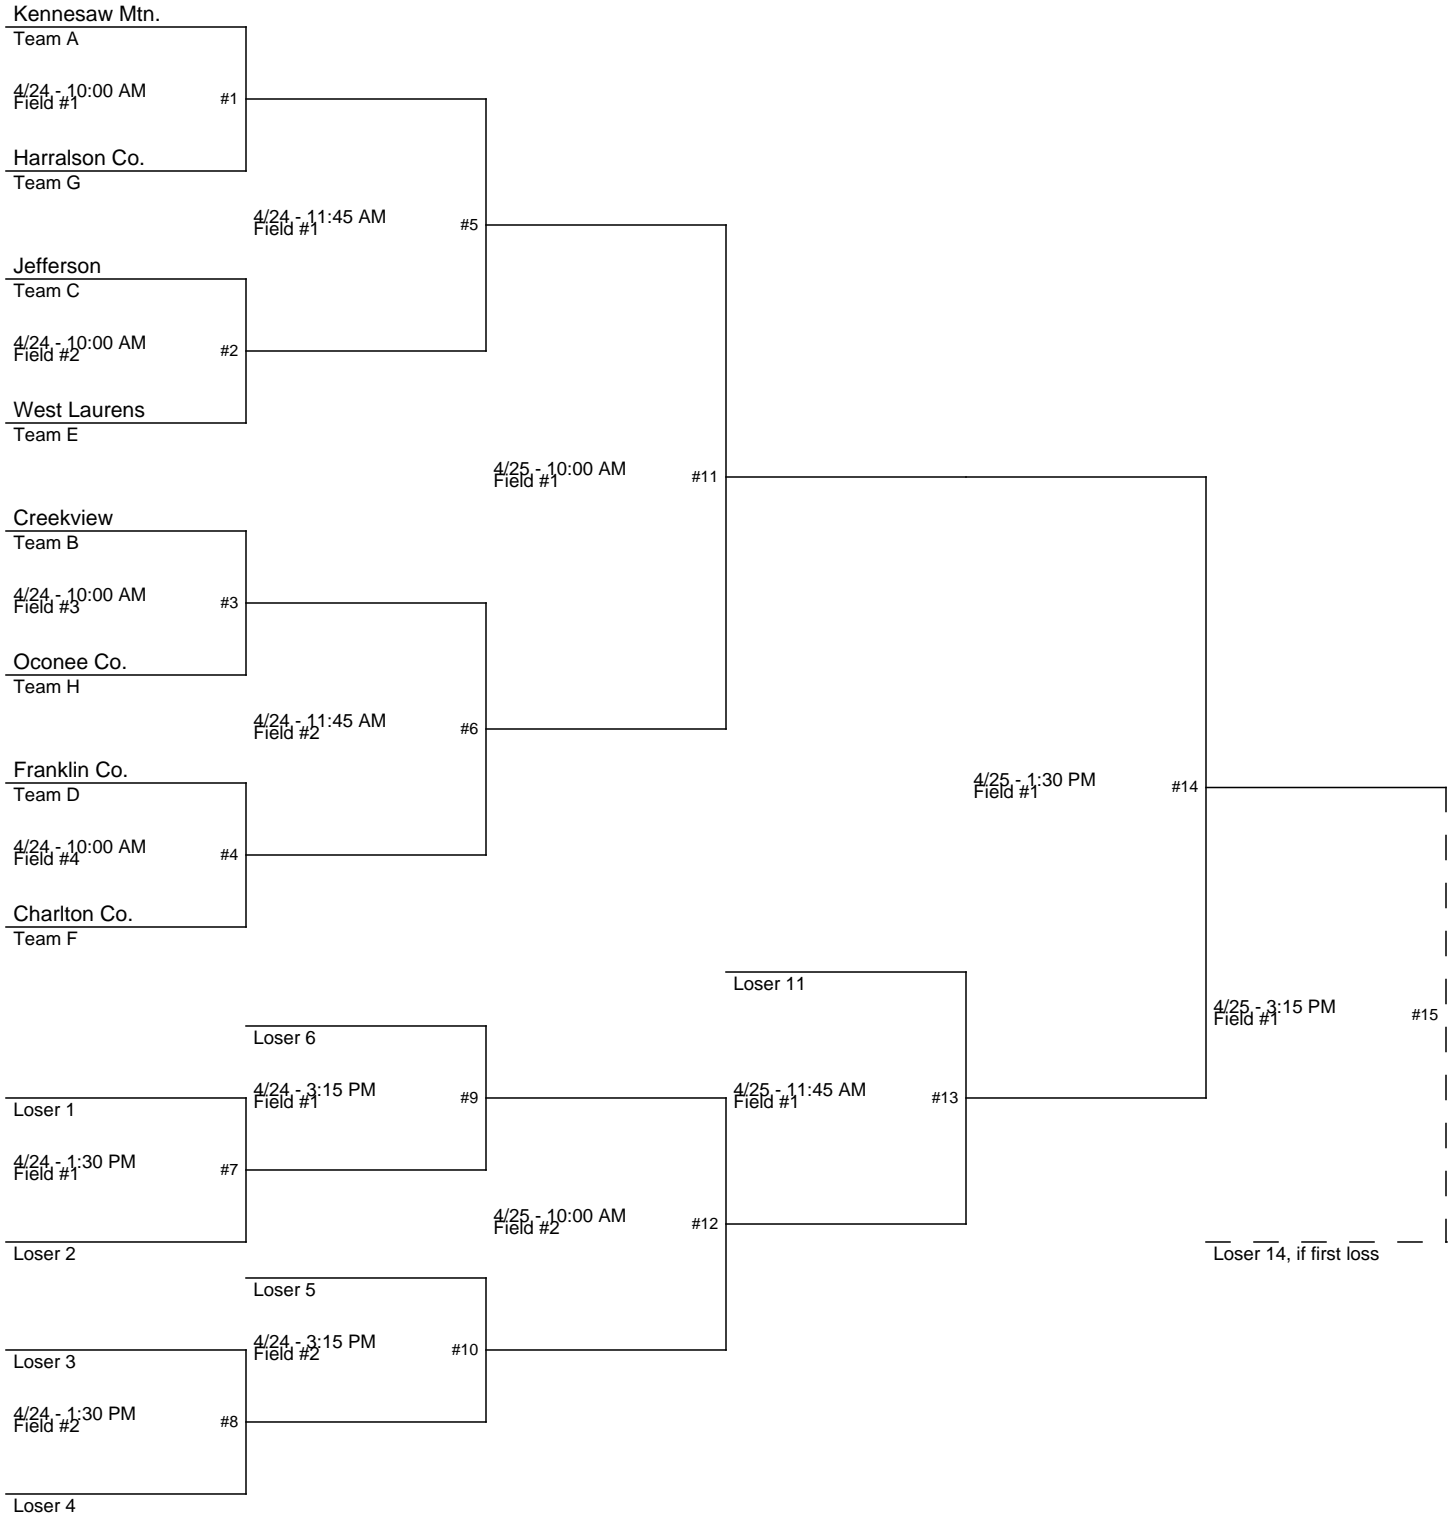 Kennesaw Mtn.
Team A
4/24 - 10:00 AM
Field #1
#1
Harralson Co.
Team G
4/24 - 11:45 AM
Field #1
#5
Jefferson
Team C
4/24 - 10:00 AM
Field #2
#2
West Laurens
Team E
4/25 - 10:00 AM
Field #1
#11
Creekview
Team B
4/24 - 10:00 AM
Field #3
#3
Oconee Co.
Team H
4/24 - 11:45 AM
Field #2
#6
Franklin Co.
Team D
4/25 - 1:30 PM
Field #1
#14
4/24 - 10:00 AM
Field #4
#4
Charlton Co.
Team F
Loser 11
4/25 - 3:15 PM
Field #1
#15
Loser 6
4/24 - 3:15 PM
Field #1
#9
4/25 - 11:45 AM
Field #1
#13
Loser 1
4/24 - 1:30 PM
Field #1
#7
4/25 - 10:00 AM
Field #2
#12
Loser 2
Loser 14, if first loss
Loser 5
4/24 - 3:15 PM
Field #2
#10
Loser 3
4/24 - 1:30 PM
Field #2
#8
Loser 4